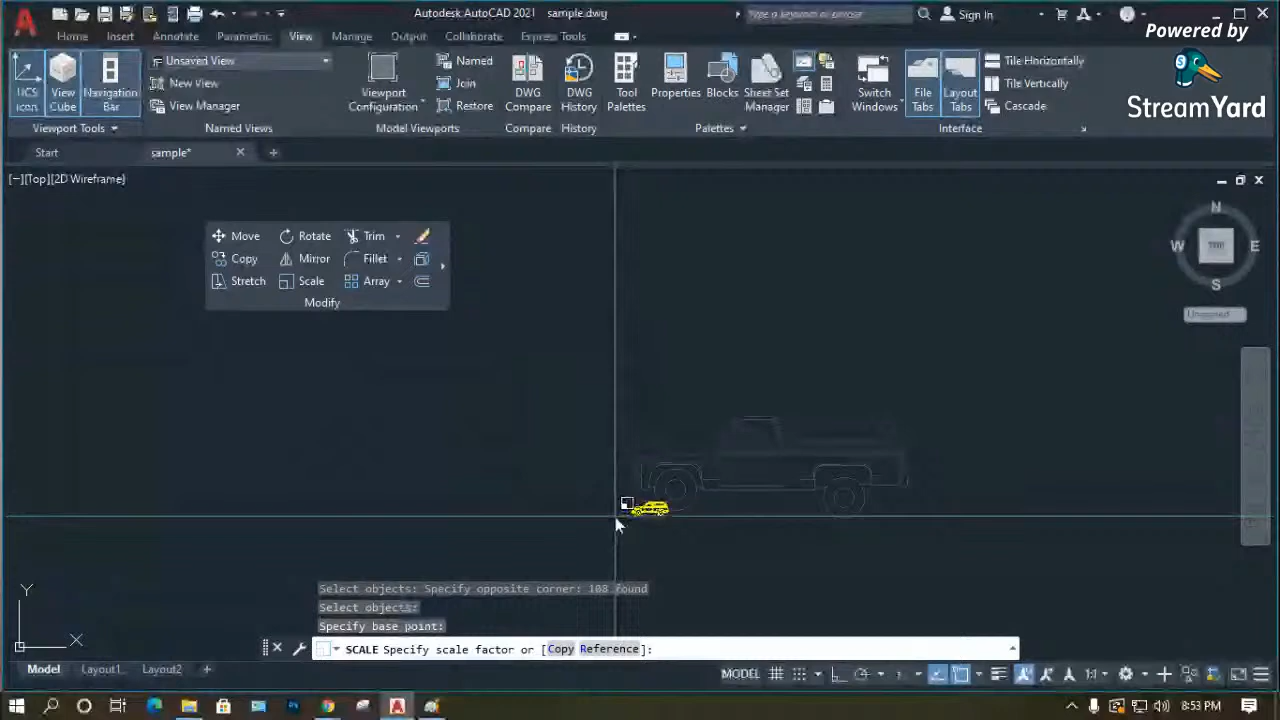 Autodesk AutoCAD 2021 sample.dwg
Type a keyword or phrase
Sign In
Powered by
StreamYard
Home Insert Annotate Parametric View Manage Output Collaborate Express Tools
UCS Icon
View Cube
Navigation Bar
Viewport Tools
Unsaved View
New View
View Manager
Named Views
Viewport Configuration
Named
Join
Restore
Model Viewports
DWG Compare
Compare
DWG History
History
Tool Palettes
Properties
Blocks
Sheet Set Manager
Palettes
Switch Windows
File Tabs
Layout Tabs
Tile Horizontally
Tile Vertically
Cascade
Interface
Start
sample*
[−][Top][2D Wireframe]
Move Rotate Trim
Copy Mirror Fillet
Stretch Scale Array
Modify
N
W TOP E
S
Unnamed
Select objects: Specify opposite corner: 108 found
Select objects:
Specify base point:
SCALE Specify scale factor or [Copy Reference]:
Y
X
Model Layout1 Layout2 +
MODEL
1:1
8:53 PM